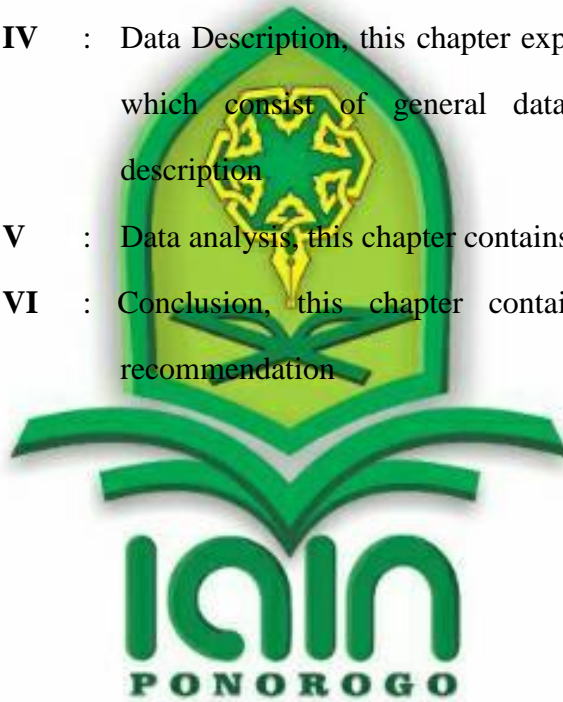 IV : Data Description, this chapter exp
which consist of general data
description
V : Data analysis, this chapter contains
VI : Conclusion, this chapter contai
recommendation
IAIN
PONOROGO